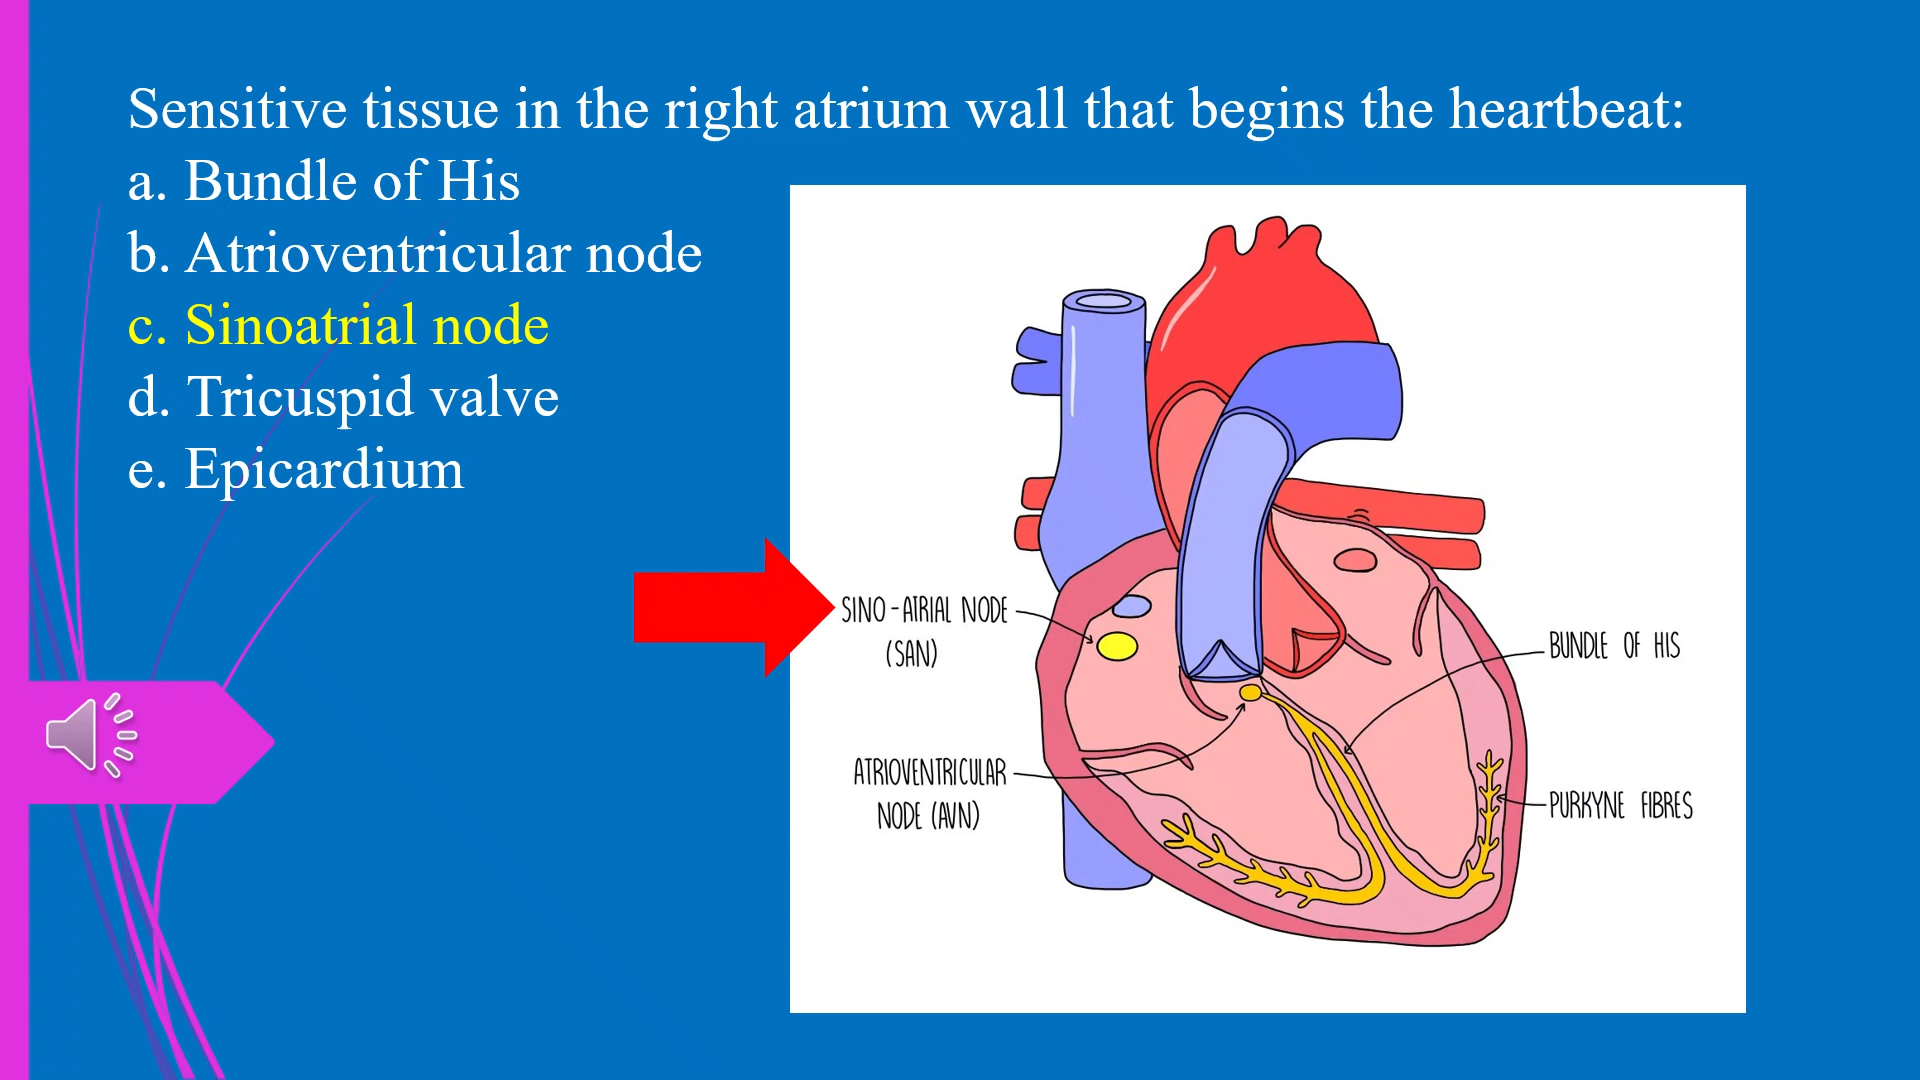 Sensitive tissue in the right atrium wall that begins the heartbeat:
a. Bundle of His
b. Atrioventricular node
c. Sinoatrial node
d. Tricuspid valve
e. Epicardium
SINO-ATRIAL NODE
(SAN)
ATRIOVENTRICULAR
NODE (AVN)
BUNDLE OF HIS
PURKYNE FIBRES